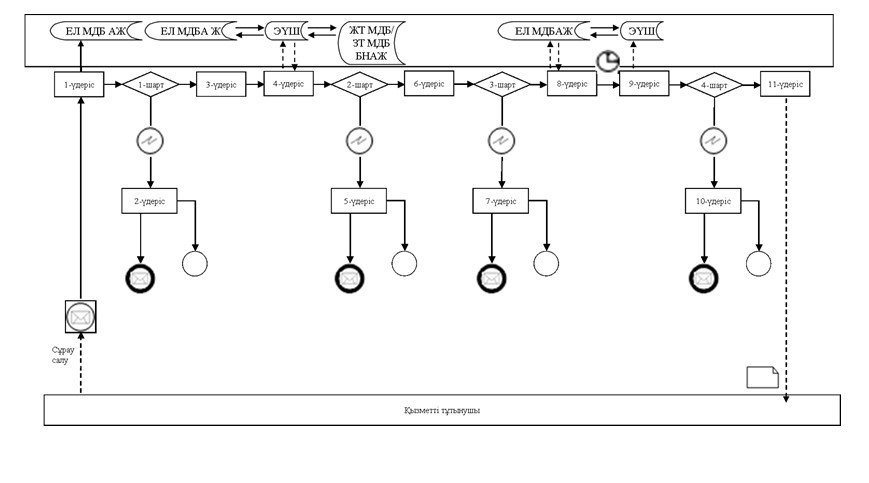 ЕЛ МДБ АЖ ЕЛ МДБА Ж ЭҮШ ЖТ МДБ/ ЕЛ МДБАЖ ЭҮШ
ЗТ МДБ
БНАЖ
1-үдеріс 1-шарт 3-үдеріс 4-үдеріс 2-шарт 6-үдеріс 3-шарт 8-үдеріс 9-үдеріс 4-шарт 11-үдеріс
2-үдеріс 5-үдеріс 7-үдеріс 10-үдеріс
Сұрау
салу
Қызметті тұтынушы